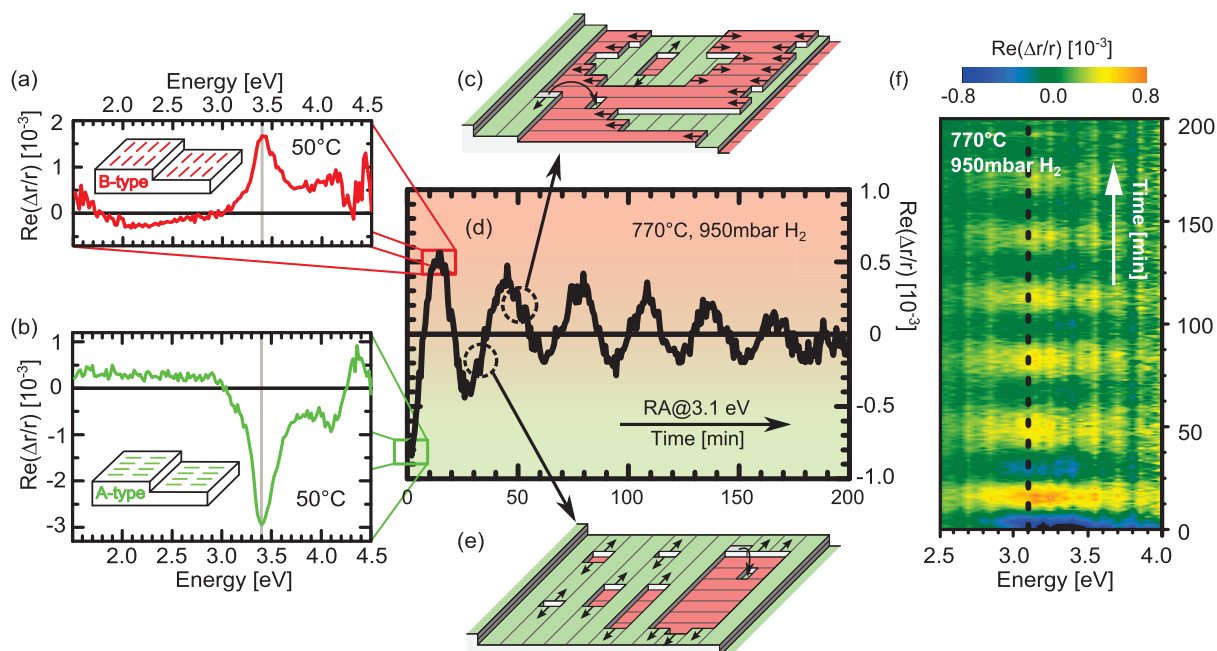 (a)
Energy [eV]
2.0 2.5 3.0 3.5 4.0 4.5
Re(Δr/r) [10⁻³]
2
1
0
50°C
B-type
(b)
Re(Δr/r) [10⁻³]
1
0
-1
-2
-3
A-type
50°C
2.0 2.5 3.0 3.5 4.0 4.5
Energy [eV]
(c)
(d)
770°C, 950mbar H₂
1.0
0.5
0
-0.5
-1.0
Re(Δr/r) [10⁻³]
RA@3.1 eV
Time [min]
0 50 100 150 200
(e)
(f)
Re(Δr/r) [10⁻³]
-0.8 0.0 0.8
770°C
950mbar H₂
Time [min]
200
150
100
50
0
2.5 3.0 3.5 4.0
Energy [eV]